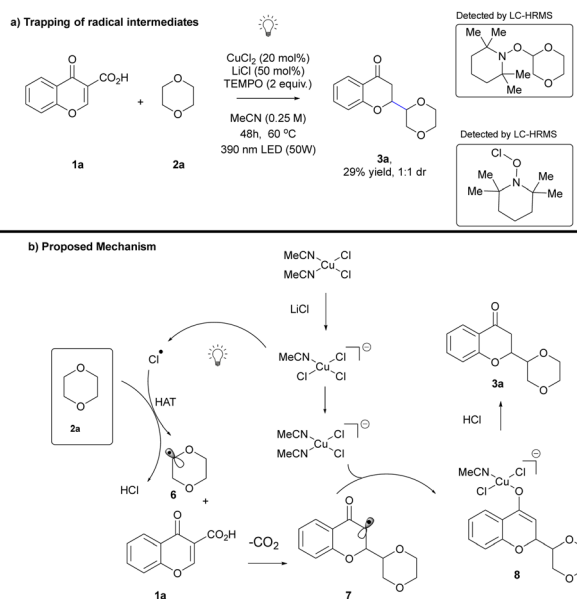 a) Trapping of radical intermediates
Detected by LC-HRMS
CuCl2 (20 mol%)
LiCl (50 mol%)
TEMPO (2 equiv.)
MeCN (0.25 M)
48h, 60 °C
390 nm LED (50W)
O
CO2H
O
1a
+
O
O
2a
O
O
O
O
3a,
29% yield, 1:1 dr
Me
Me
N
O
O
O
Me
Me
Detected by LC-HRMS
Cl
O
Me
N
Me
Me
Me
b) Proposed Mechanism
MeCN
Cl
Cu
MeCN
Cl
LiCl
Cl•
MeCN
Cl
Cu
Cl
Cl
⊖
O
O
2a
HAT
HCl
O
O
6
+
MeCN
Cl
Cu
MeCN
Cl
⊖
O
O
O
O
3a
HCl
MeCN
Cl
Cu
Cl
O
⊖
O
O
O
8
O
CO2H
O
1a
-CO2
O
O
O
O
7